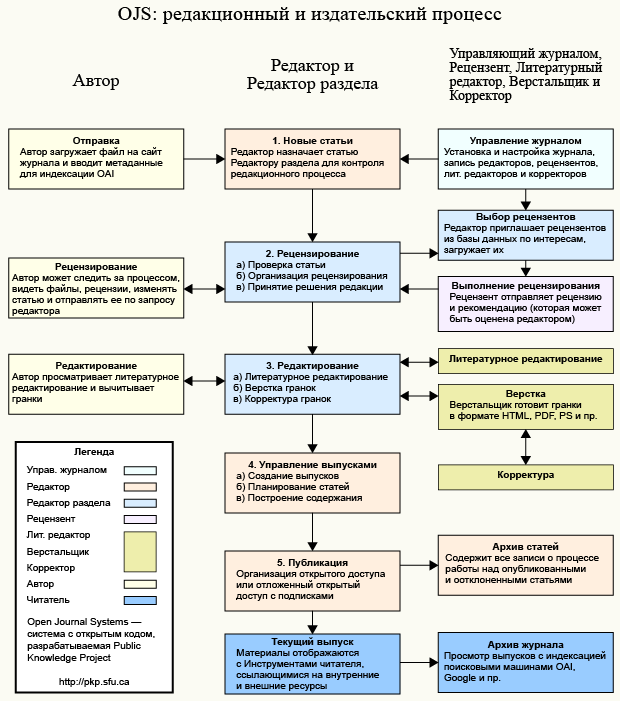 OJS: редакционный и издательский процесс
Автор
Редактор и
Редактор раздела
Управляющий журналом,
Рецензент, Литературный
редактор, Верстальщик и
Корректор
Отправка
Автор загружает файл на сайт
журнала и вводит метаданные
для индексации OAI
1. Новые статьи
Редактор назначает статью
Редактору раздела для контроля
редакционного процесса
Управление журналом
Установка и настройка журнала,
запись редакторов, рецензентов,
лит. редакторов и корректоров
Выбор рецензентов
Редактор приглашает рецензентов
из базы данных по интересам,
загружает их
Рецензирование
Автор может следить за процессом,
видеть файлы, рецензии, изменять
статью и отправлять ее по запросу
редактора
2. Рецензирование
а) Проверка статьи
б) Организация рецензирования
в) Принятие решения редакции
Выполнение рецензирования
Рецензент отправляет рецензию
и рекомендацию (которая может
быть оценена редактором)
Редактирование
Автор просматривает литературное
редактирование и вычитывает
гранки
3. Редактирование
а) Литературное редактирование
б) Верстка гранок
в) Корректура гранок
Литературное редактирование
Верстка
Верстальщик готовит гранки
в формате HTML, PDF, PS и пр.
Корректура
4. Управление выпусками
а) Создание выпусков
б) Планирование статей
в) Построение содержания
5. Публикация
Организация открытого доступа
или отложенный открытый
доступ с подписками
Архив статей
Содержит все записи о процессе
работы над опубликованными
и оотклоненными статьями
Текущий выпуск
Материалы отображаются
с Инструментами читателя,
ссылающимися на внутренние
и внешние ресурсы
Архив журнала
Просмотр выпусков с индексацией
поисковыми машинами OAI,
Google и пр.
Легенда
Управ. журналом
Редактор
Редактор раздела
Рецензент
Лит. редактор
Верстальщик
Корректор
Автор
Читатель
Open Journal Systems —
система с открытым кодом,
разрабатываемая Public
Knowledge Project
http://pkp.sfu.ca